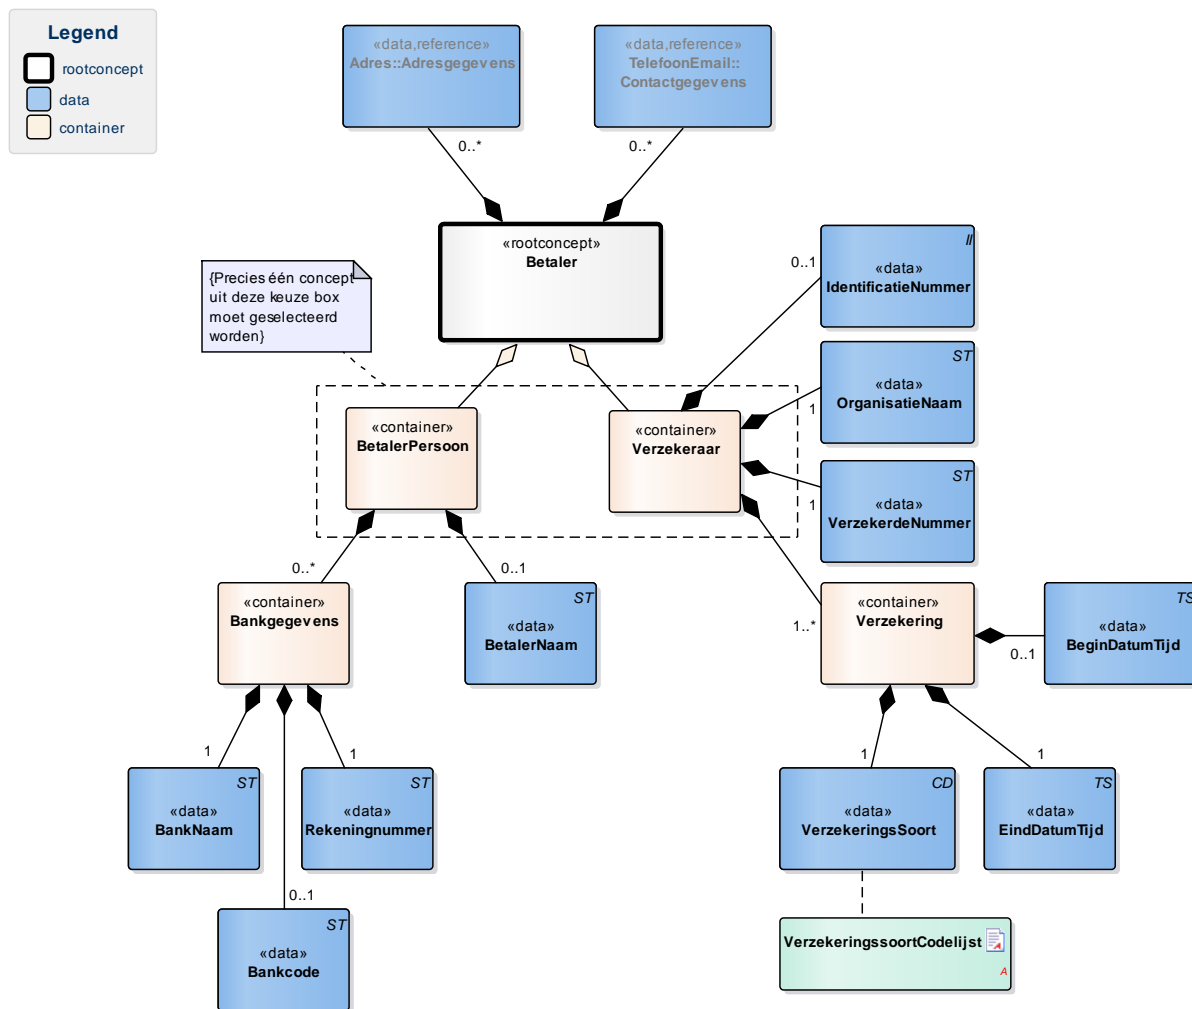 Legend
rootconcept
data
container
«data,reference»
Adres::Adresgegevens
«data,reference»
TelefoonEmail::
Contactgegevens
0..*
0..*
«rootconcept»
Betaler
{Precies één concept
uit deze keuze box
moet geselecteerd
worden}
II
«data»
IdentificatieNummer
0..1
ST
«data»
OrganisatieNaam
1
«container»
BetalerPersoon
«container»
Verzekeraar
ST
«data»
VerzekerdeNummer
1
0..*
0..1
1..*
«container»
Bankgegevens
ST
«data»
BetalerNaam
«container»
Verzekering
0..1
TS
«data»
BeginDatumTijd
1
1
1
1
ST
«data»
BankNaam
ST
«data»
Rekeningnummer
CD
«data»
VerzekeringsSoort
TS
«data»
EindDatumTijd
0..1
ST
«data»
Bankcode
VerzekeringssoortCodelijst
A